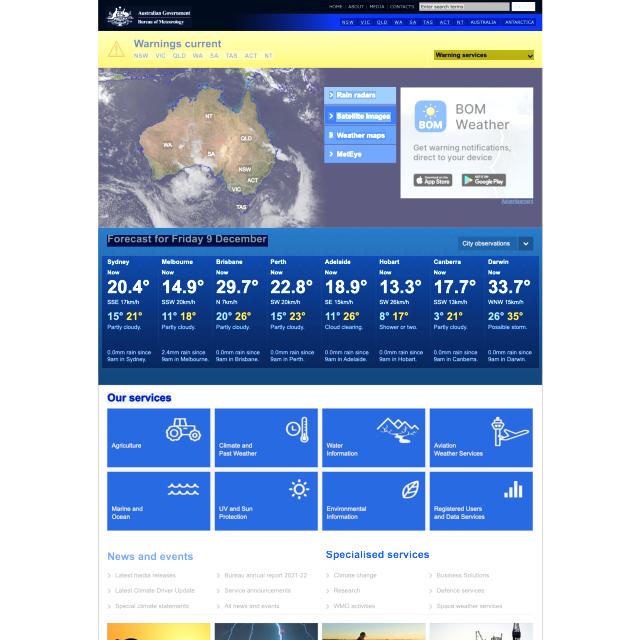 HOME | ABOUT | MEDIA | CONTACTS
Enter search terms
Australian Government
Bureau of Meteorology
NSW VIC QLD WA SA TAS ACT NT AUSTRALIA ANTARCTICA
Warnings current
NSW VIC QLD WA SA TAS ACT NT
Warning services
NT
QLD
WA
SA
NSW
ACT
VIC
TAS
Rain radars
Satellite images
Weather maps
MetEye
BOM
BOM
Weather
Get warning notifications,
direct to your device
Download on the App Store
GET IT ON Google Play
Advertisement
Forecast for Friday 9 December
City observations
Sydney Melbourne Brisbane Perth Adelaide Hobart Canberra Darwin
Now Now Now Now Now Now Now Now
20.4° 14.9° 29.7° 22.8° 18.9° 13.3° 17.7° 33.7°
SSE 17km/h SSW 20km/h N 7km/h SW 20km/h SE 15km/h SW 26km/h SSW 13km/h WNW 15km/h
15° 21° 11° 18° 20° 26° 15° 23° 11° 26° 8° 17° 3° 21° 26° 35°
Partly cloudy. Partly cloudy. Partly cloudy. Partly cloudy. Cloud clearing. Shower or two. Partly cloudy. Possible storm.
0.0mm rain since 2.4mm rain since 0.0mm rain since 0.0mm rain since 0.0mm rain since 0.0mm rain since 0.0mm rain since 0.0mm rain since
9am in Sydney. 9am in Melbourne. 9am in Brisbane. 9am in Perth. 9am in Adelaide. 9am in Hobart. 9am in Canberra. 9am in Darwin.
Our services
Agriculture
Climate and
Past Weather
Water
Information
Aviation
Weather Services
Marine and
Ocean
UV and Sun
Protection
Environmental
Information
Registered Users
and Data Services
News and events
Specialised services
Latest media releases Bureau annual report 2021-22 Climate change Business Solutions
Latest Climate Driver Update Service announcements Research Defence services
Special climate statements All news and events WMO activities Space weather services